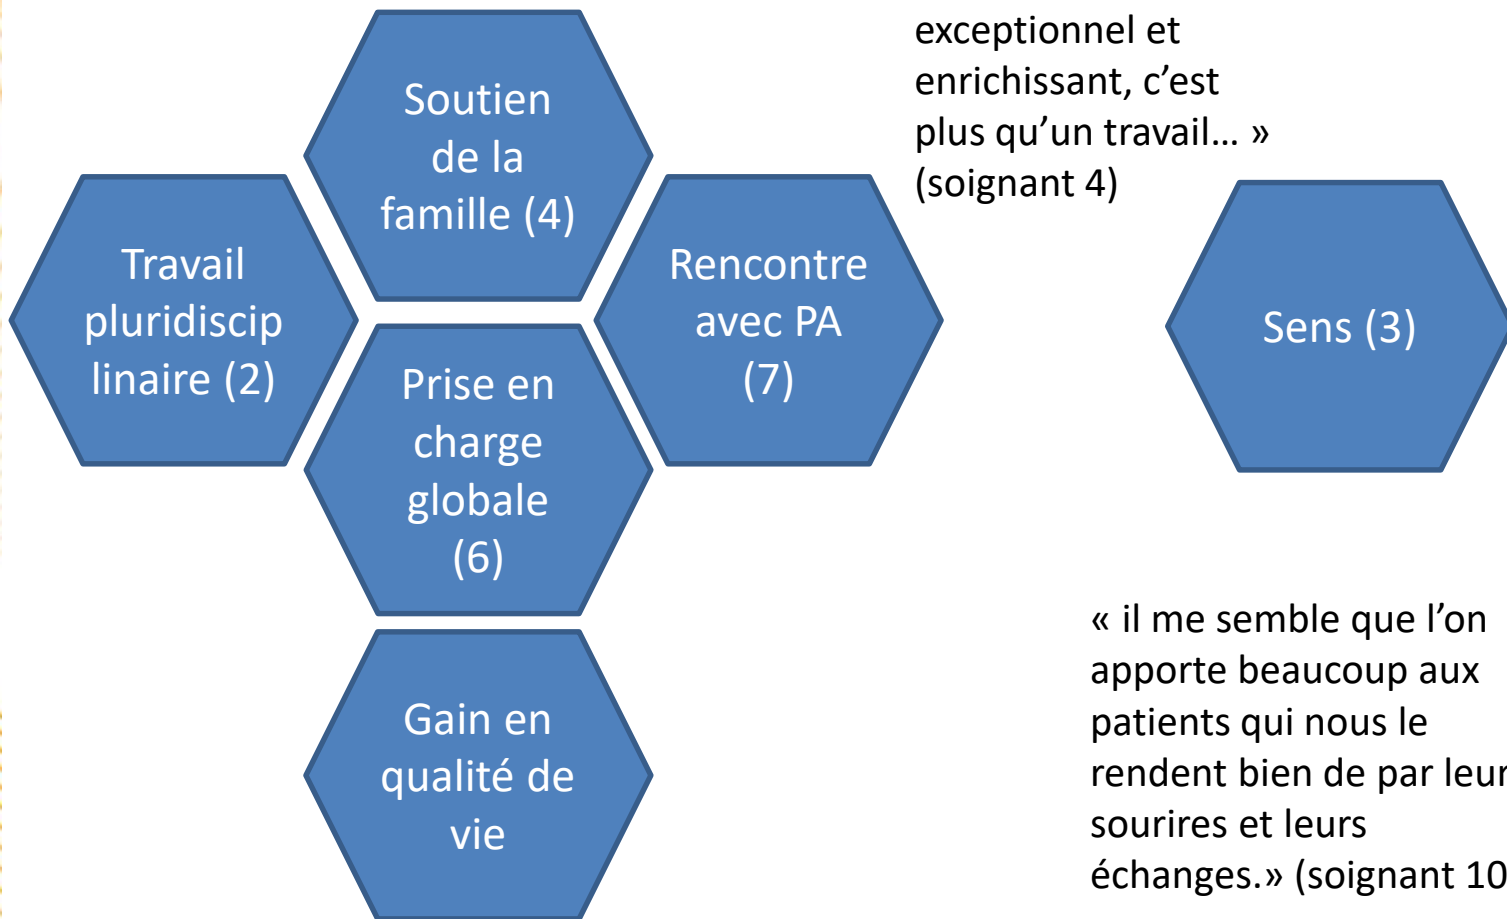 exceptionnel et
enrichissant, c’est
plus qu’un travail… »
(soignant 4)
Soutien
de la
famille (4)
Travail
pluridiscip
linaire (2)
Rencontre
avec PA
(7)
Sens (3)
Prise en
charge
globale
(6)
Gain en
qualité de
vie
« il me semble que l’on
apporte beaucoup aux
patients qui nous le
rendent bien de par leur
sourires et leurs
échanges.» (soignant 10